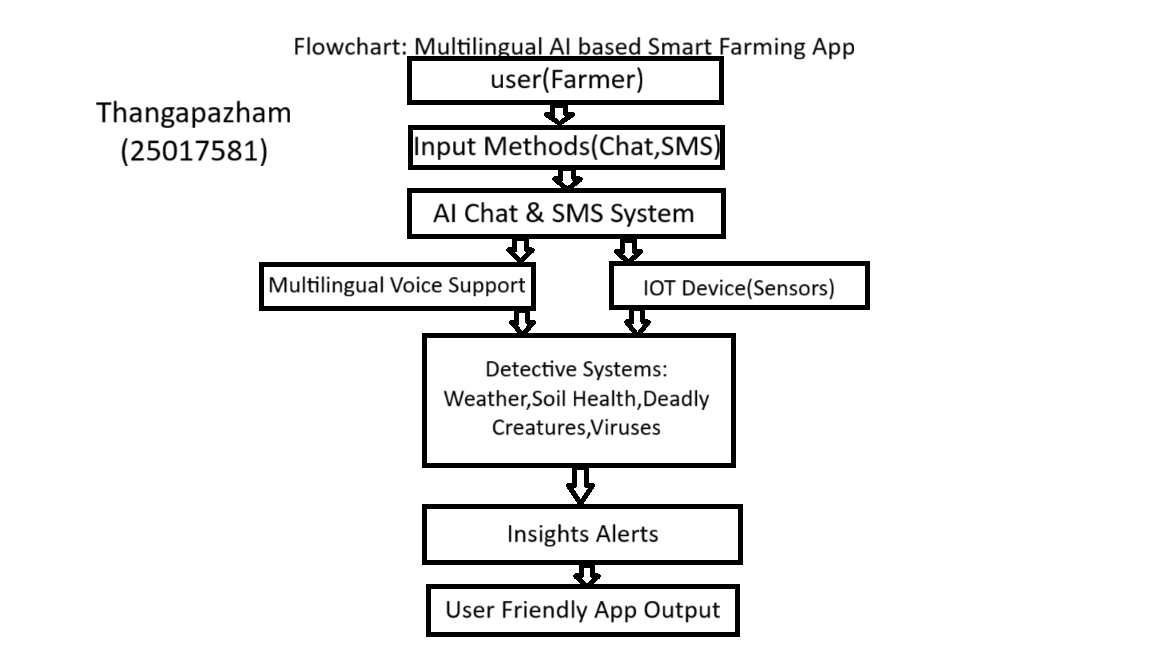 Flowchart: Multilingual AI based Smart Farming App
user(Farmer)
Thangapazham
(25017581)
Input Methods(Chat,SMS)
AI Chat & SMS System
Multilingual Voice Support
IOT Device(Sensors)
Detective Systems:
Weather,Soil Health,Deadly
Creatures,Viruses
Insights Alerts
User Friendly App Output